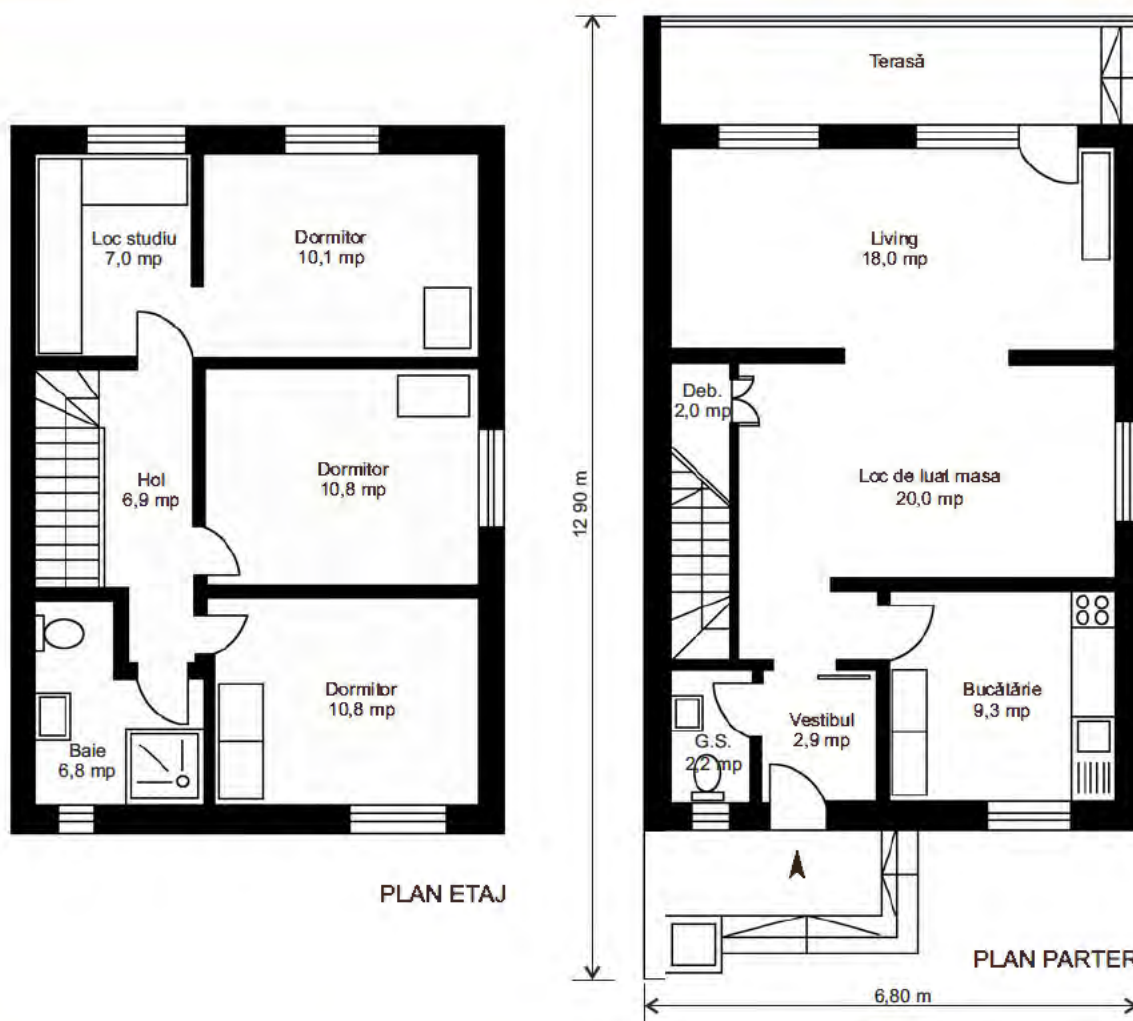 Loc studiu
7,0 mp
Dormitor
10,1 mp
Hol
6,9 mp
Dormitor
10,8 mp
Dormitor
10,8 mp
Baie
6,8 mp
PLAN ETAJ
12 90 m
Terasă
Living
18,0 mp
Deb.
2,0 mp
Loc de luat masa
20,0 mp
Bucătărie
9,3 mp
Vestibul
2,9 mp
G.S.
2,2 mp
PLAN PARTER
6,80 m